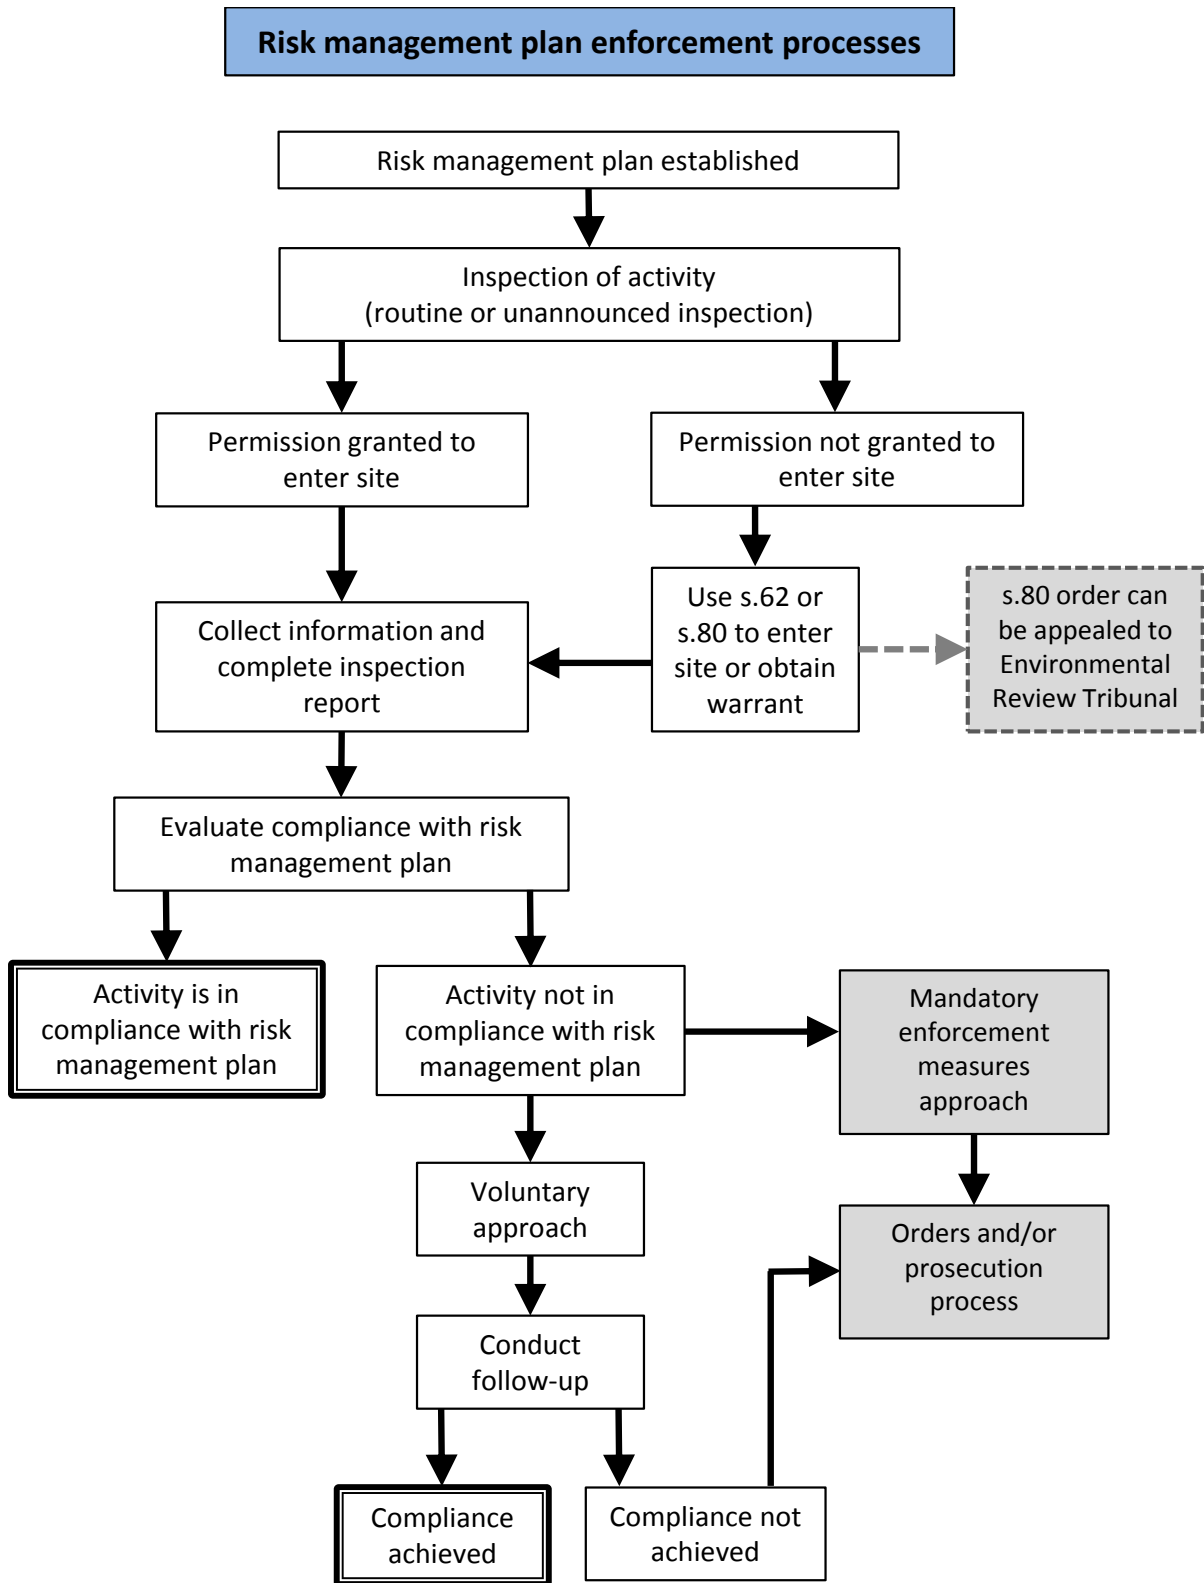 Risk management plan enforcement processes
Risk management plan established
Inspection of activity
(routine or unannounced inspection)
Permission granted to
enter site
Permission not granted to
enter site
Collect information and
complete inspection
report
Use s.62 or
s.80 to enter
site or obtain
warrant
s.80 order can
be appealed to
Environmental
Review Tribunal
Evaluate compliance with risk
management plan
Activity is in
compliance with risk
management plan
Activity not in
compliance with risk
management plan
Mandatory
enforcement
measures
approach
Voluntary
approach
Orders and/or
prosecution
process
Conduct
follow-up
Compliance
achieved
Compliance not
achieved